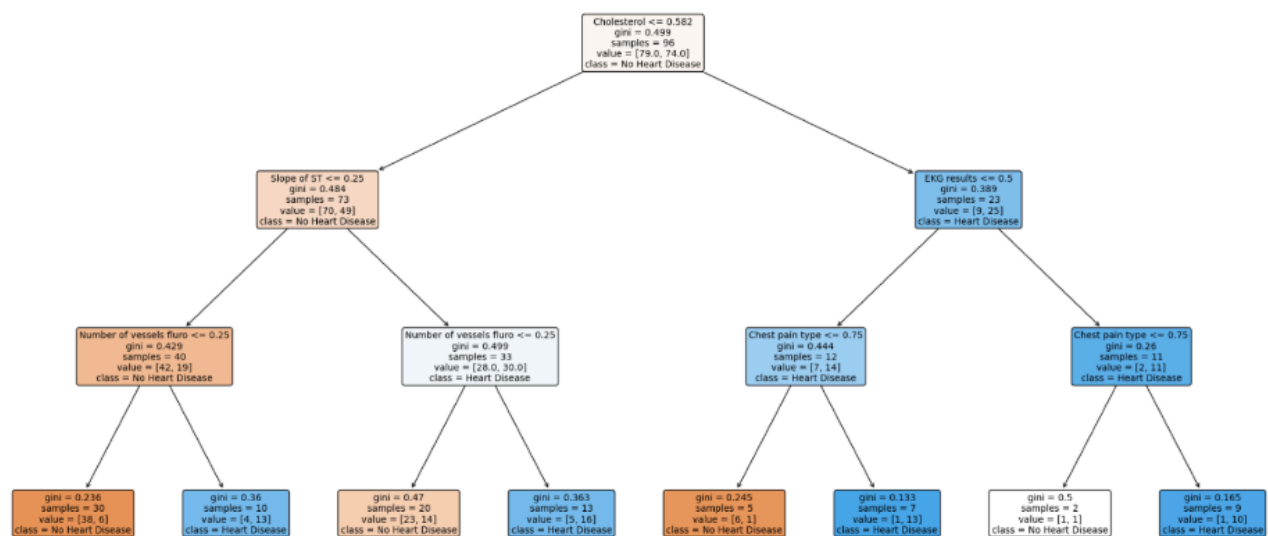 Cholesterol <= 0.582
gini = 0.499
samples = 96
value = [79.0, 74.0]
class = No Heart Disease
Slope of ST <= 0.25
gini = 0.484
samples = 73
value = [70, 49]
class = No Heart Disease
EKG results <= 0.5
gini = 0.389
samples = 23
value = [9, 25]
class = Heart Disease
Number of vessels fluro <= 0.25
gini = 0.429
samples = 40
value = [42, 19]
class = No Heart Disease
Number of vessels fluro <= 0.25
gini = 0.499
samples = 33
value = [28.0, 30.0]
class = Heart Disease
Chest pain type <= 0.75
gini = 0.444
samples = 12
value = [7, 14]
class = Heart Disease
Chest pain type <= 0.75
gini = 0.26
samples = 11
value = [2, 11]
class = Heart Disease
gini = 0.236
samples = 30
value = [38, 6]
class = No Heart Disease
gini = 0.36
samples = 10
value = [4, 13]
class = Heart Disease
gini = 0.47
samples = 20
value = [23, 14]
class = No Heart Disease
gini = 0.363
samples = 13
value = [5, 16]
class = Heart Disease
gini = 0.245
samples = 5
value = [6, 1]
class = No Heart Disease
gini = 0.133
samples = 7
value = [1, 13]
class = Heart Disease
gini = 0.5
samples = 2
value = [1, 1]
class = No Heart Disease
gini = 0.165
samples = 9
value = [1, 10]
class = Heart Disease